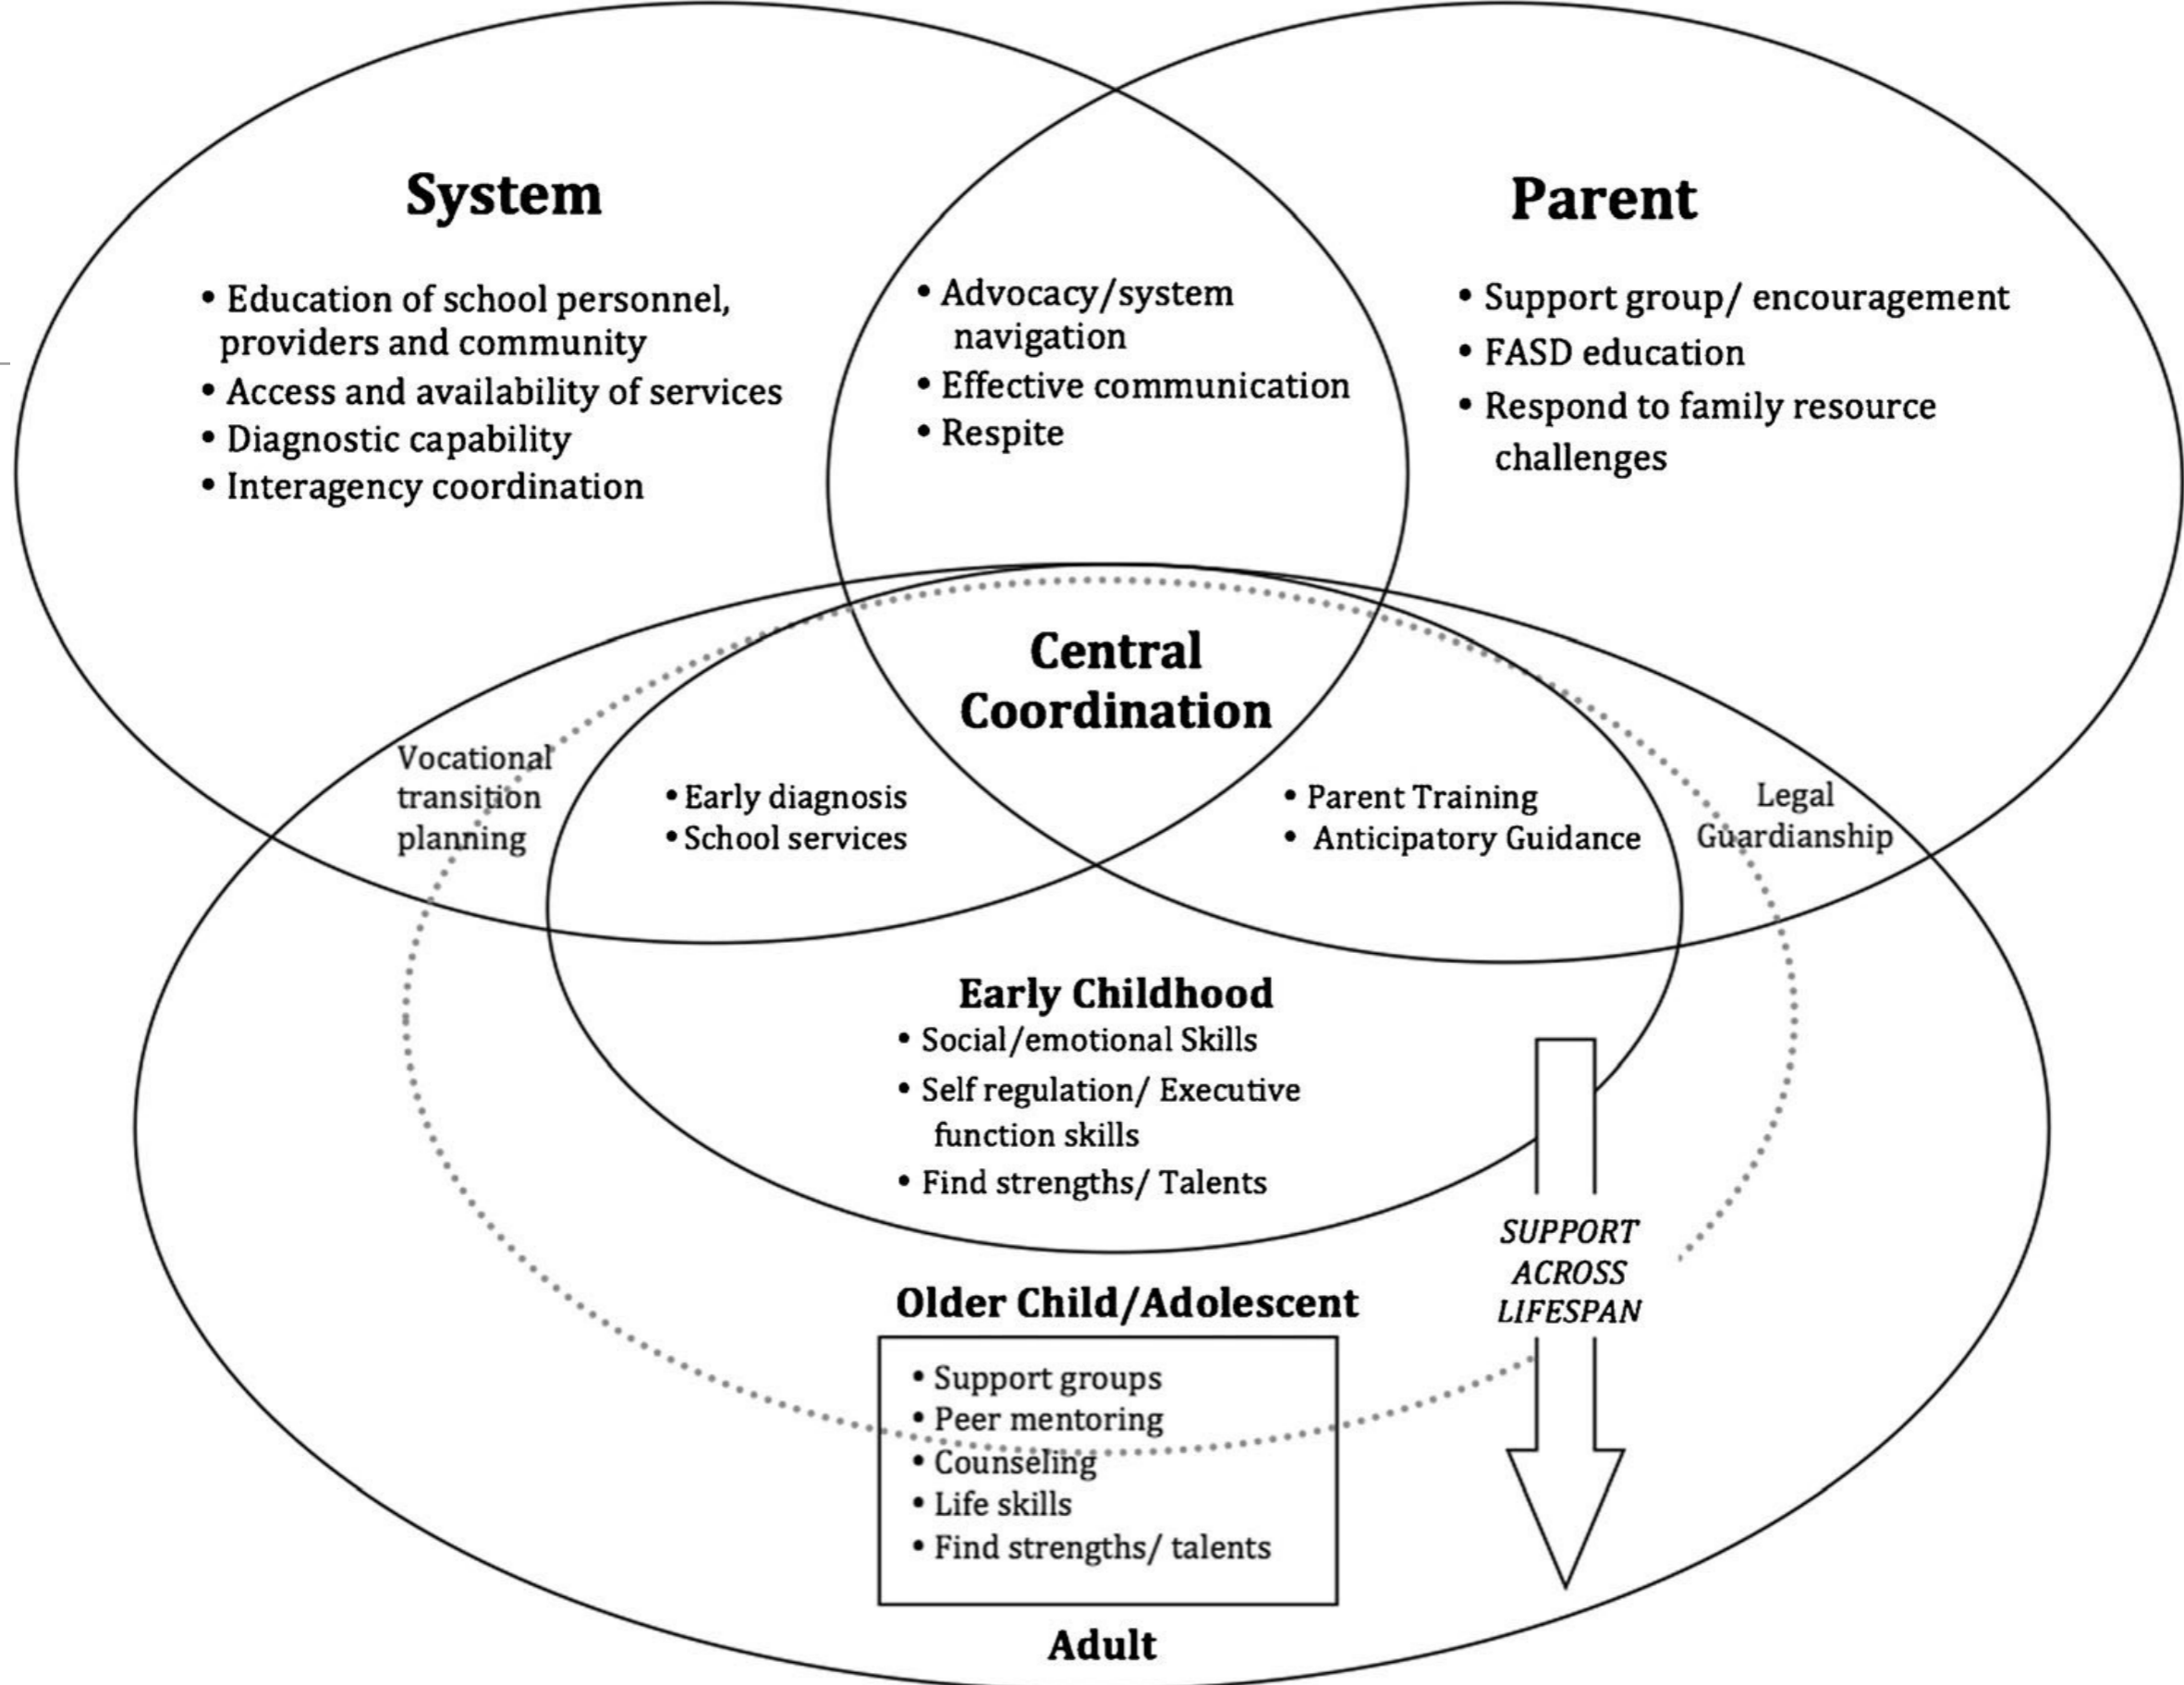 System
• Education of school personnel,
providers and community
• Access and availability of services
• Diagnostic capability
• Interagency coordination
• Advocacy/system
navigation
• Effective communication
• Respite
Parent
• Support group/ encouragement
• FASD education
• Respond to family resource
challenges
Central
Coordination
Vocational
transition
planning
• Early diagnosis
• School services
• Parent Training
• Anticipatory Guidance
Legal
Guardianship
Early Childhood
• Social/emotional Skills
• Self regulation/ Executive
function skills
• Find strengths/ Talents
SUPPORT
ACROSS
LIFESPAN
Older Child/Adolescent
• Support groups
• Peer mentoring
• Counseling
• Life skills
• Find strengths/ talents
Adult